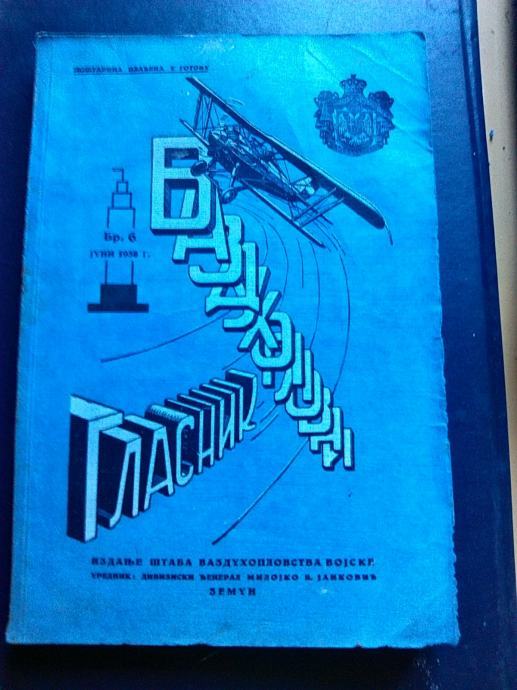 ПОШТАРИНА ПЛАЋЕНА У ГОТОВУ
Бр. 6
ЈУНИ 1938 Г.
ВАЗДУХОПЛОВНИ
ГЛАСНИК
ИЗДАЊЕ ШТАБА ВАЗДУХОПЛОВСТВА ВОЈСКЕ
УРЕДНИК: ДИВИЗИСКИ ЂЕНЕРАЛ МИЛОЈКО Б. ЈАНКОВИЋ
ЗЕМУН